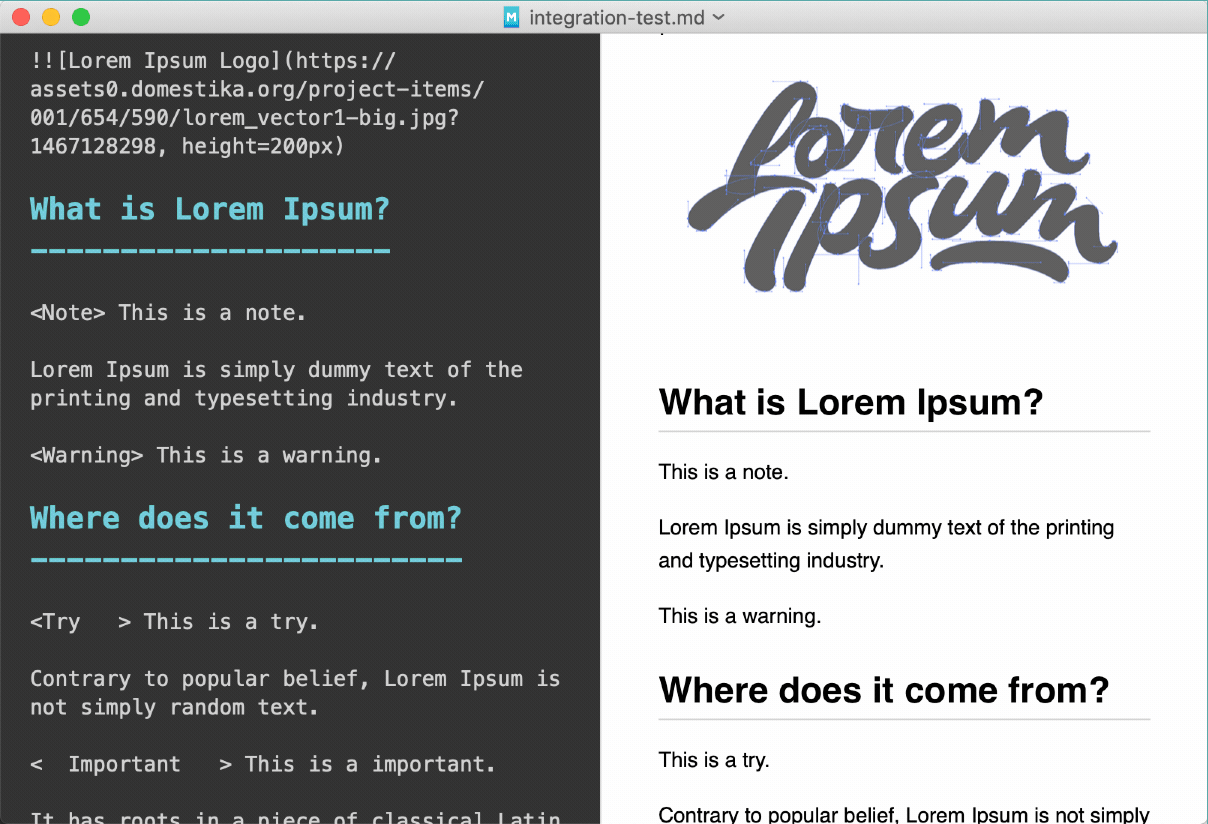 integration-test.md
!![Lorem Ipsum Logo](https://
assets0.domestika.org/project-items/
001/654/590/lorem_vector1-big.jpg?
1467128298, height=200px)
What is Lorem Ipsum?
--------------------
<Note> This is a note.
Lorem Ipsum is simply dummy text of the
printing and typesetting industry.
<Warning> This is a warning.
Where does it come from?
------------------------
<Try   > This is a try.
Contrary to popular belief, Lorem Ipsum is
not simply random text.
<  Important   > This is a important.
It has roots in a piece of classical Latin
lorem
ipsum
What is Lorem Ipsum?
This is a note.
Lorem Ipsum is simply dummy text of the printing
and typesetting industry.
This is a warning.
Where does it come from?
This is a try.
Contrary to popular belief, Lorem Ipsum is not simply